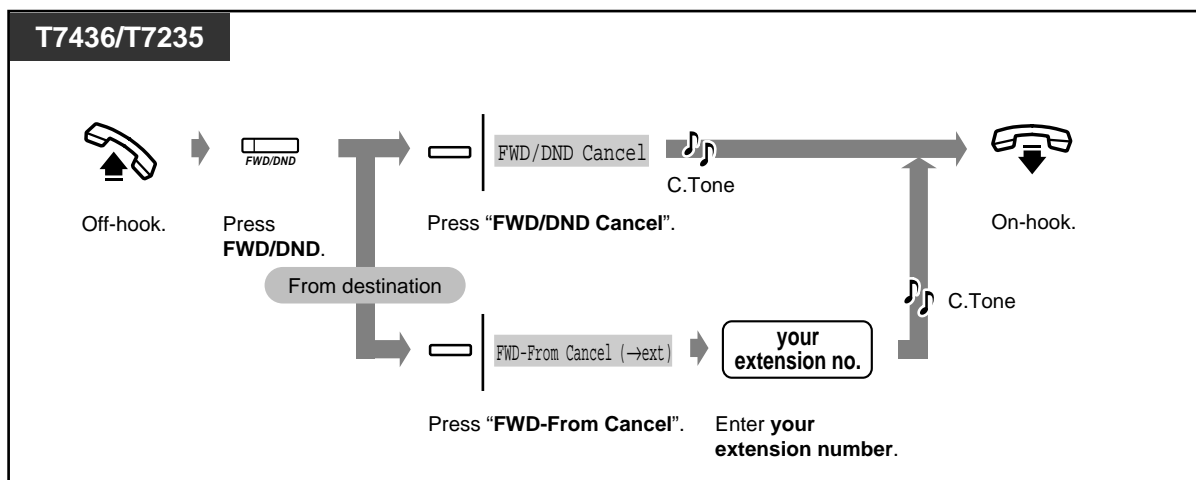 T7436/T7235
FWD/DND
FWD/DND Cancel
C.Tone
Off-hook.
Press
FWD/DND.
Press “FWD/DND Cancel”.
On-hook.
From destination
FWD-From Cancel (→ext)
your
extension no.
C.Tone
Press “FWD-From Cancel”.
Enter your
extension number.